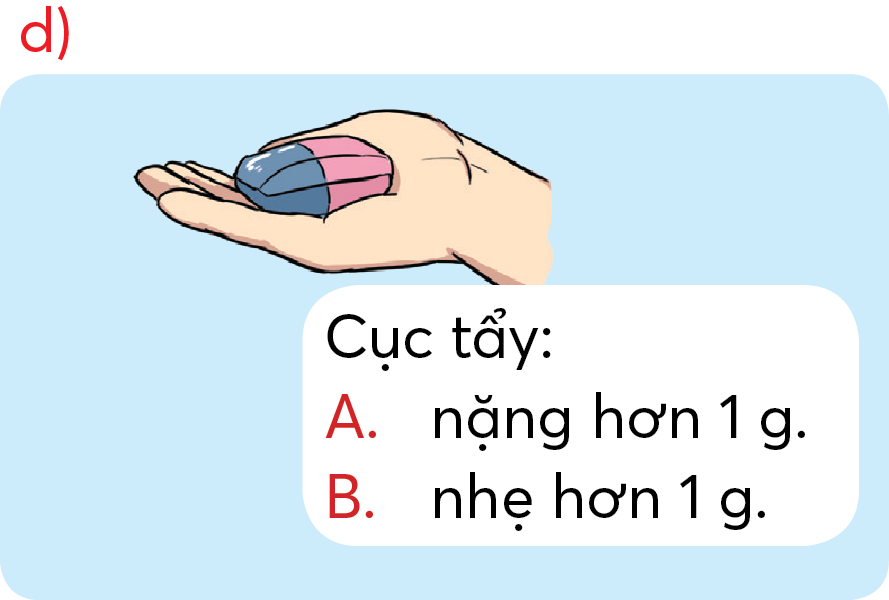 d)
Cục tẩy:
A. nặng hơn 1 g.
B. nhẹ hơn 1 g.